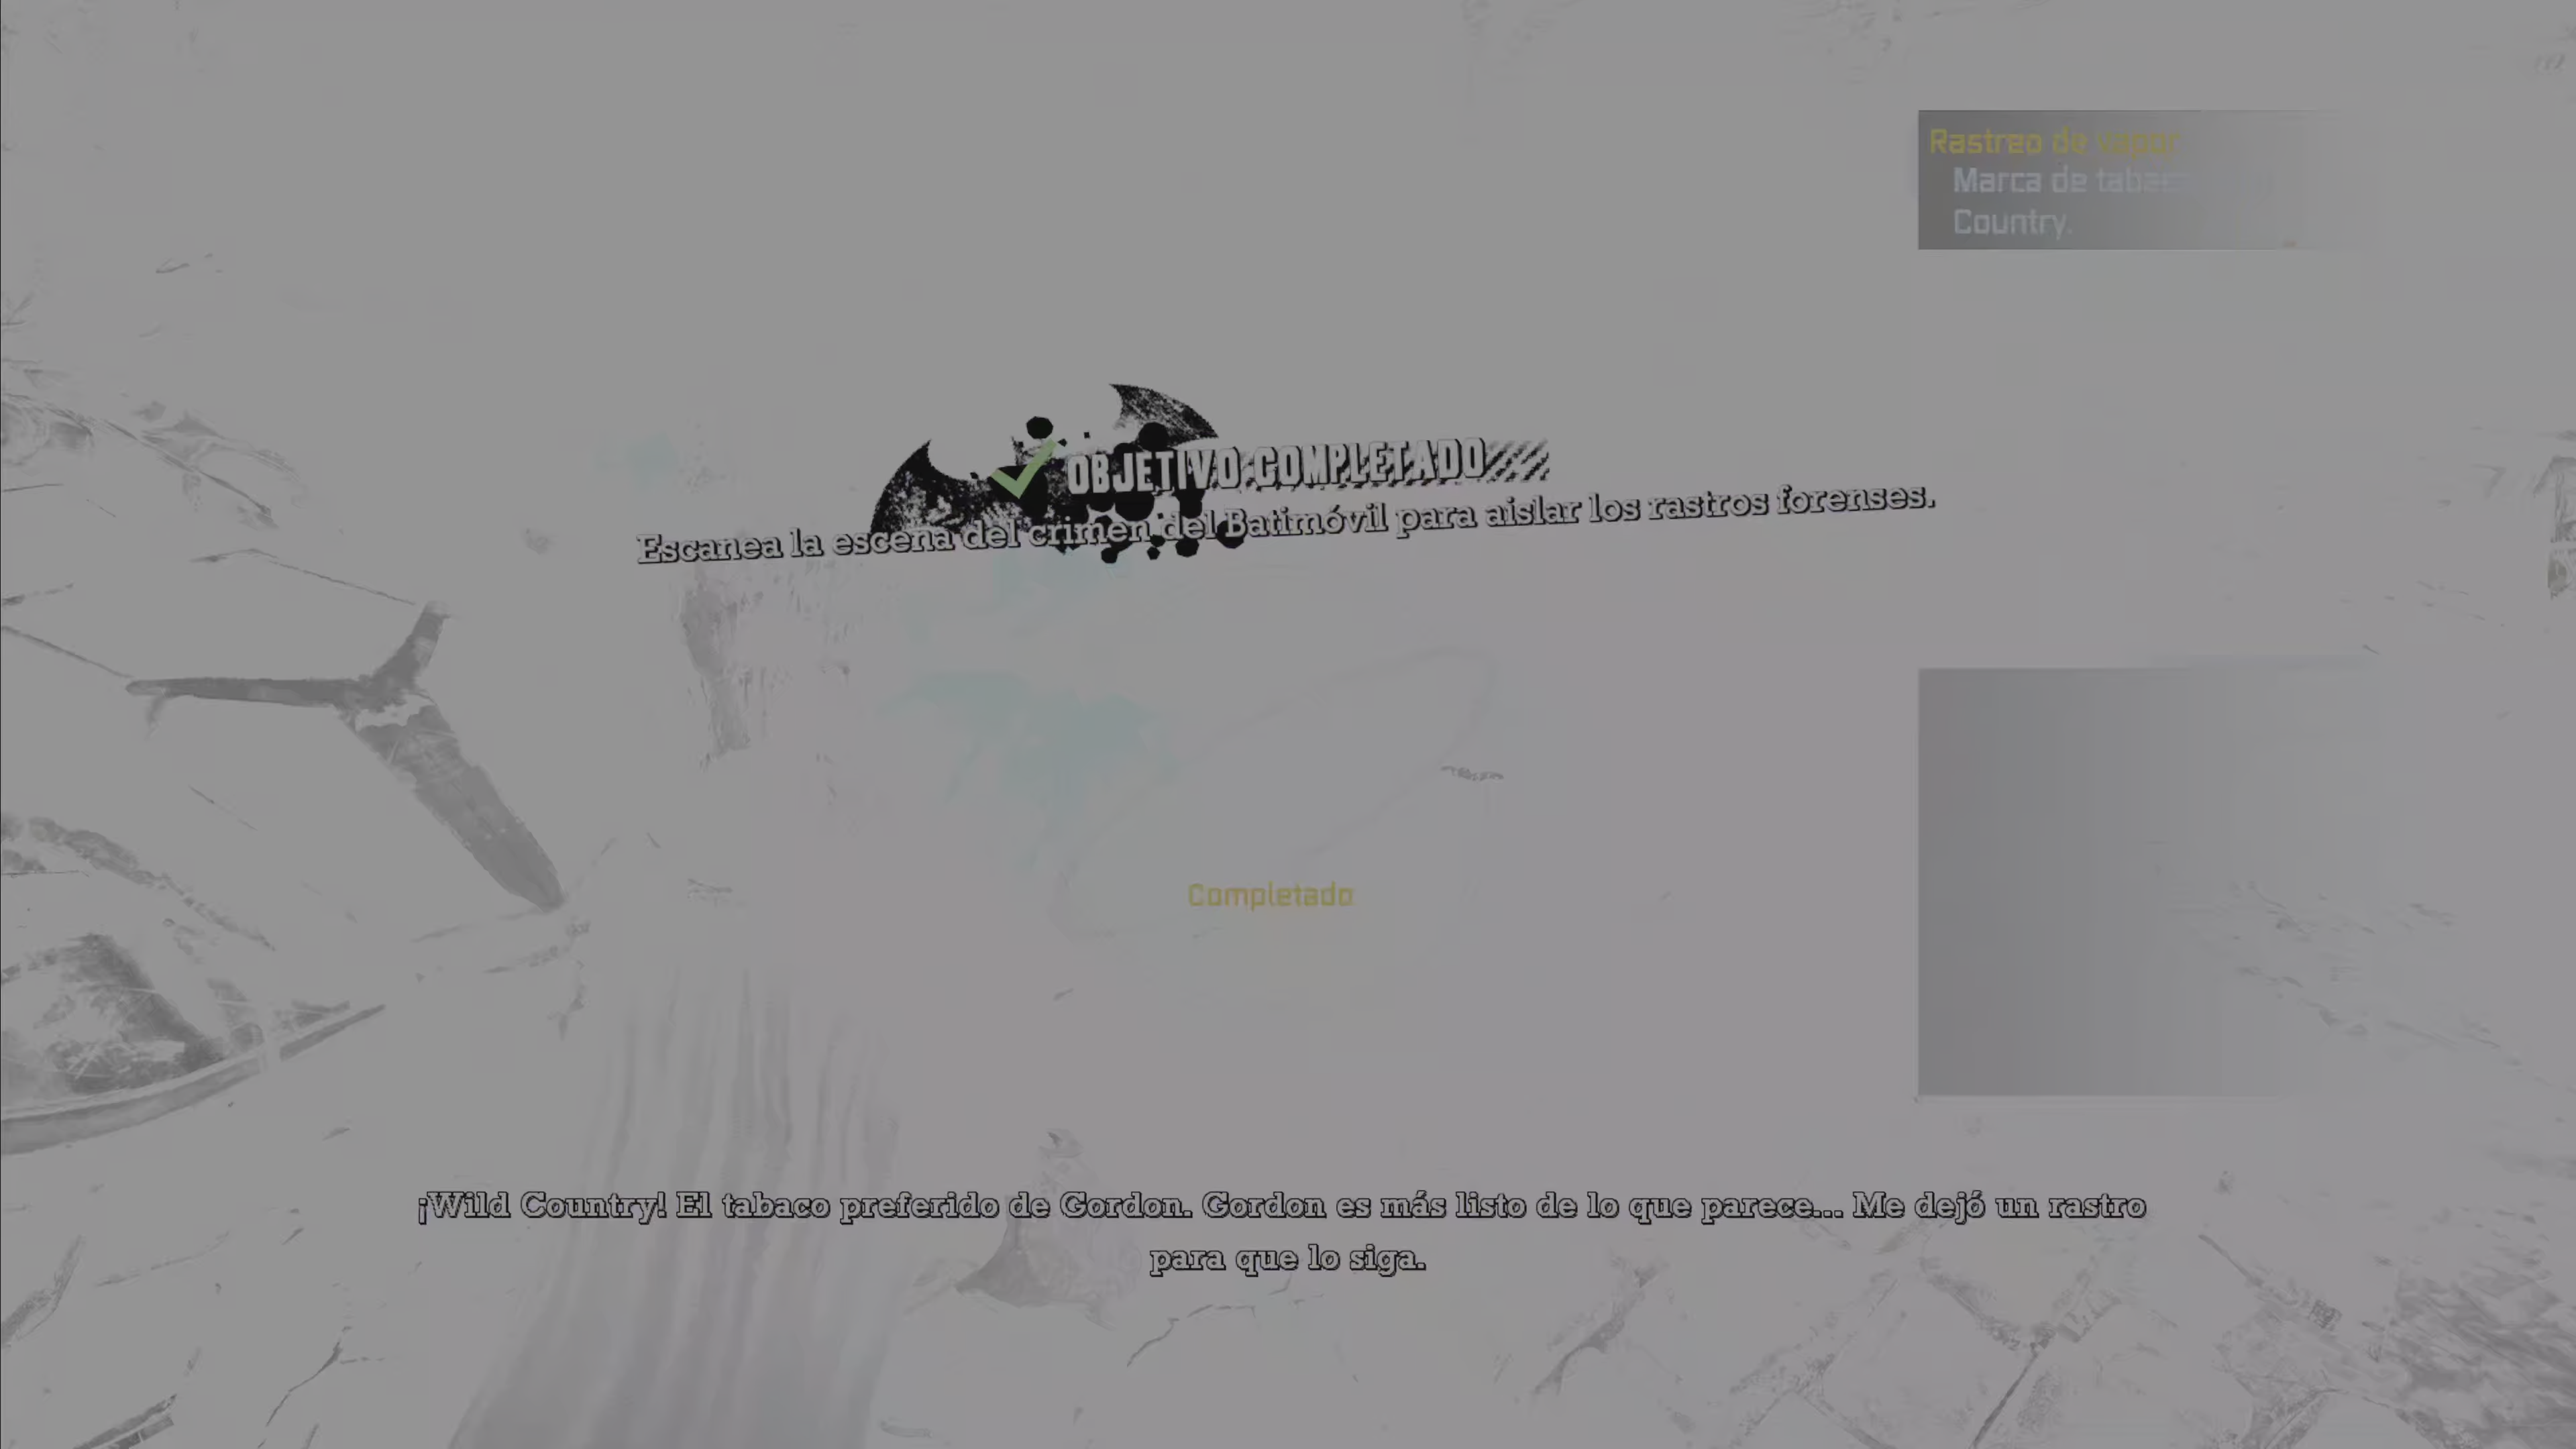 Rastreo de vapor
Marca de tabaco
Country.
OBJETIVO COMPLETADO
Escanea la escena del crimen del Batimóvil para aislar los rastros forenses.
Completado
¡Wild Country! El tabaco preferido de Gordon. Gordon es más listo de lo que parece... Me dejó un rastro
para que lo siga.